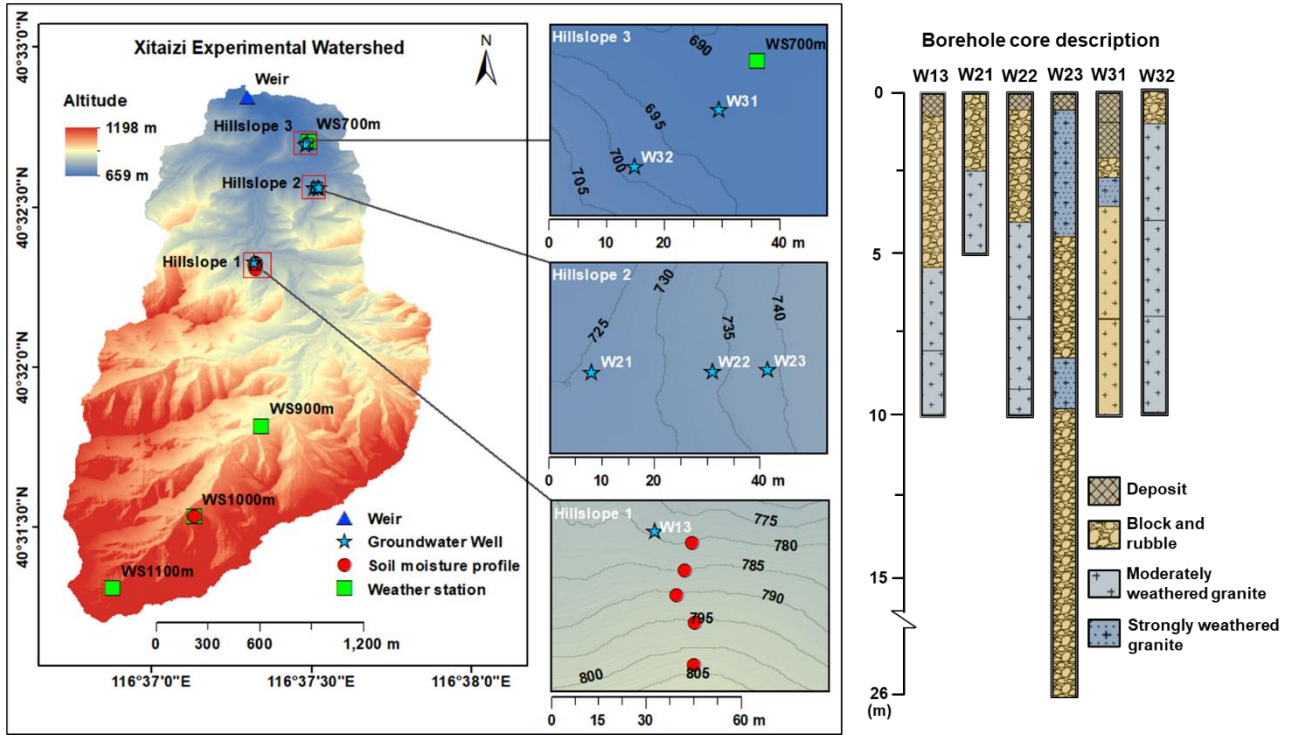 Xitaizi Experimental Watershed
N
Weir
Altitude
1198 m
659 m
Hillslope 3
WS700m
Hillslope 2
Hillslope 1
WS900m
WS1000m
WS1100m
Weir
Groundwater Well
Soil moisture profile
Weather station
0 300 600 1,200 m
40°33'0"N
40°32'30"N
40°32'0"N
40°31'30"N
116°37'0"E
116°37'30"E
116°38'0"E
Hillslope 3
690
WS700m
W31
695
W32
700
705
0 10 20 40 m
Hillslope 2
730
725
735
740
W21
W22
W23
0 10 20 40 m
Hillslope 1
775
W13
780
785
790
795
800
805
0 15 30 60 m
Borehole core description
W13 W21 W22 W23 W31 W32
0
5
10
15
26
(m)
Deposit
Block and
rubble
Moderately
weathered granite
Strongly weathered
granite